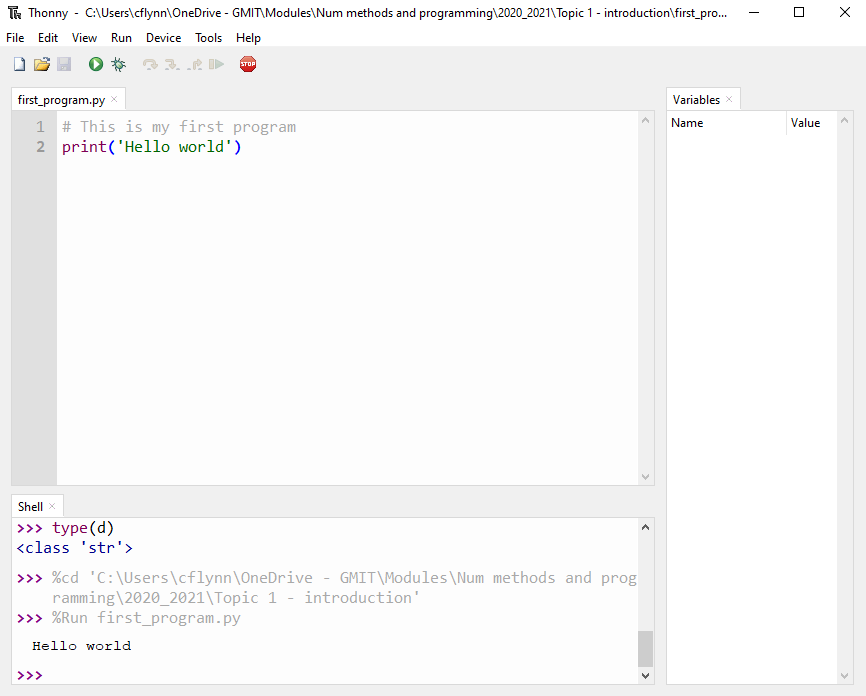 Thonny - C:\Users\cflynn\OneDrive - GMIT\Modules\Num methods and programming\2020_2021\Topic 1 - introduction\first_pro...
File Edit View Run Device Tools Help
STOP
first_program.py
1 # This is my first program
2 print('Hello world')
Variables
Name Value
Shell
>>> type(d)
<class 'str'>
>>> %cd 'C:\Users\cflynn\OneDrive - GMIT\Modules\Num methods and prog
ramming\2020_2021\Topic 1 - introduction'
>>> %Run first_program.py
Hello world
>>>